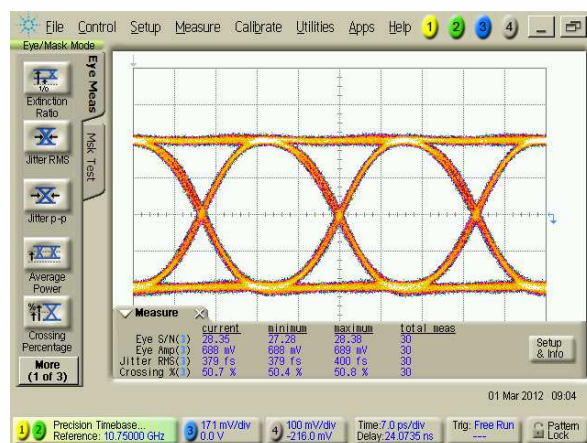 File Control Setup Measure Calibrate Utilities Apps Help 1 2 3 4
Eye/Mask Mode
Eye Meas
Msk Test
1/0
Extinction
Ratio
Jitter RMS
Jitter p-p
Average
Power
Crossing
Percentage
More
(1 of 3)
Measure
current minimum maximum total meas
Eye S/N(3) 28.35 27.28 28.38 30
Eye Amp(3) 688 mV 688 mV 689 mV 30
Jitter RMS(3) 379 fs 379 fs 400 fs 30
Crossing %(3) 50.7 % 50.4 % 50.8 % 30
Setup
& Info
01 Mar 2012 09:04
1 2 Precision Timebase...
Reference: 10.75000 GHz
3 171 mV/div
0.0 V
4 100 mV/div
-216.0 mV
Time:7.0 ps/div
Delay:24.0735 ns
Trig: Free Run
---
Pattern
Lock